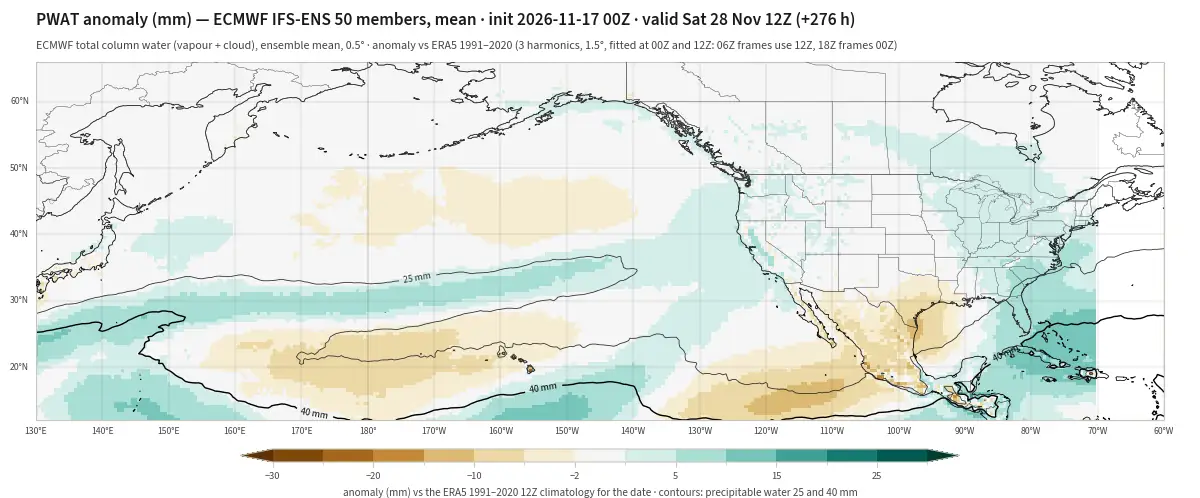 PWAT anomaly (mm) — ECMWF IFS-ENS 50 members, mean · init 2026-11-17 00Z · valid Sat 28 Nov 12Z (+276 h)
ECMWF total column water (vapour + cloud), ensemble mean, 0.5° · anomaly vs ERA5 1991–2020 (3 harmonics, 1.5°, fitted at 00Z and 12Z: 06Z frames use 12Z, 18Z frames 00Z)
60°N
50°N
40°N
30°N
20°N
25 mm
40 mm
40 mm
40 mm
130°E 140°E 150°E 160°E 170°E 180° 170°W 160°W 150°W 140°W 130°W 120°W 110°W 100°W 90°W 80°W 70°W 60°W
−30 −20 −10 −2 5 15 25
anomaly (mm) vs the ERA5 1991–2020 12Z climatology for the date · contours: precipitable water 25 and 40 mm